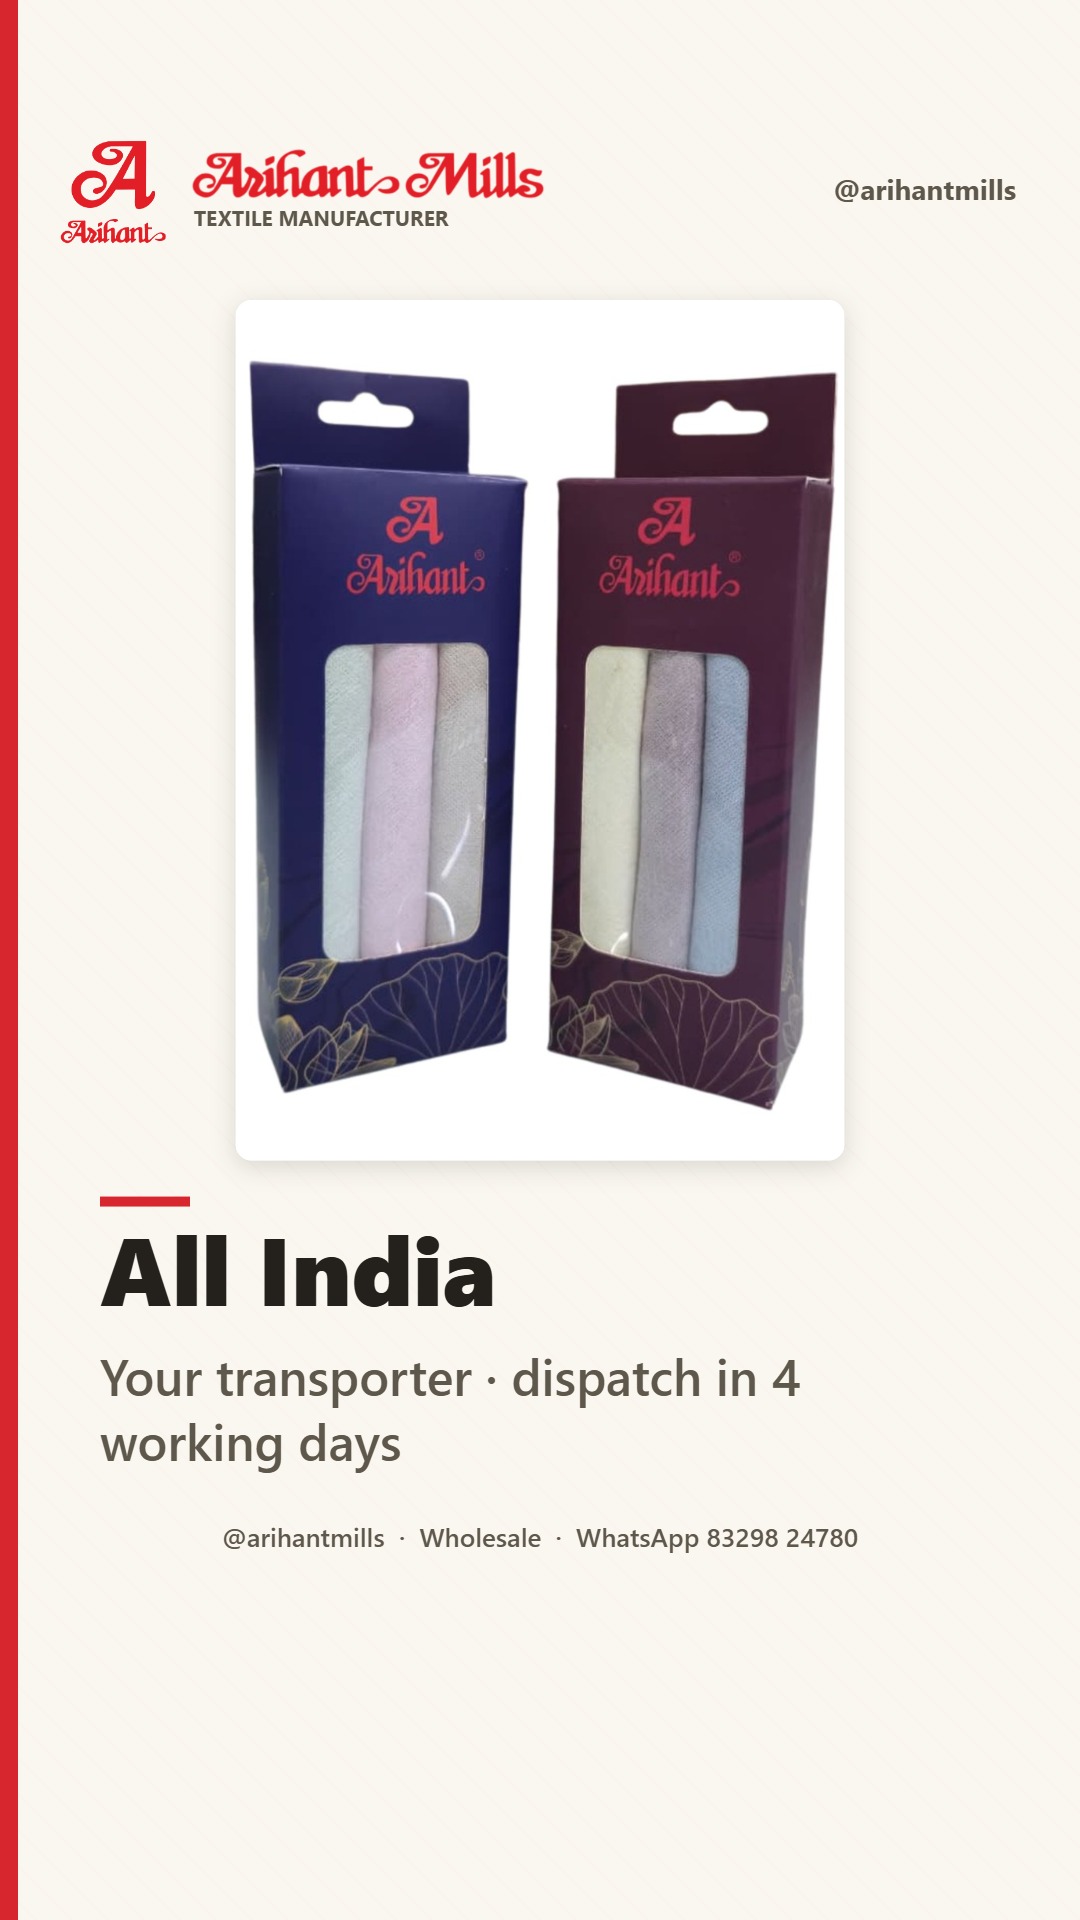 A
Arihant
Arihant Mills
TEXTILE MANUFACTURER
@arihantmills
A
Arihant®
A
Arihant®
All India
Your transporter · dispatch in 4
working days
@arihantmills · Wholesale · WhatsApp 83298 24780